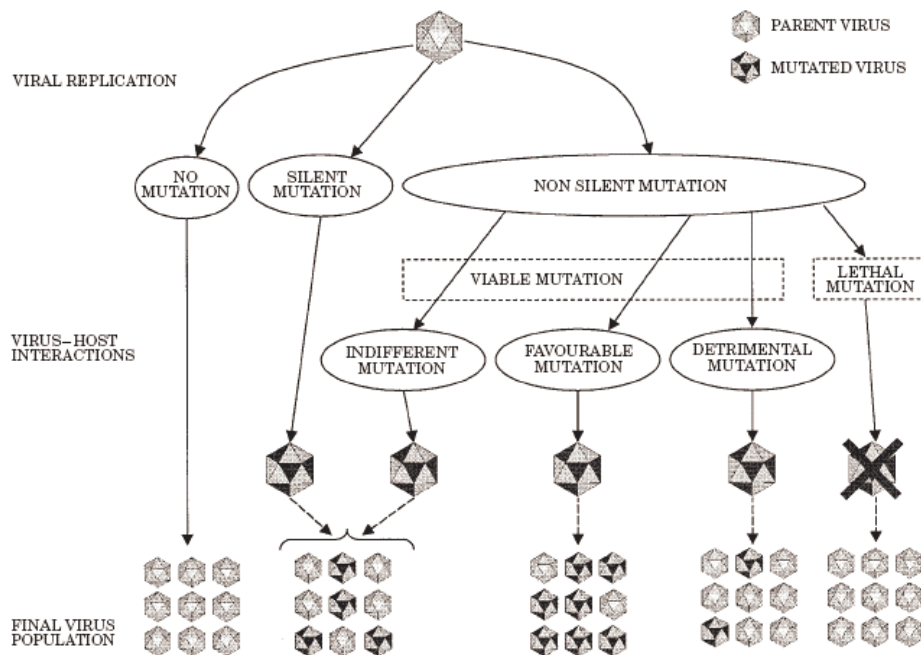 PARENT VIRUS
VIRAL REPLICATION
MUTATED VIRUS
NO
MUTATION
SILENT
MUTATION
NON SILENT MUTATION
VIABLE MUTATION
LETHAL
MUTATION
VIRUS–HOST
INTERACTIONS
INDIFFERENT
MUTATION
FAVOURABLE
MUTATION
DETRIMENTAL
MUTATION
FINAL VIRUS
POPULATION